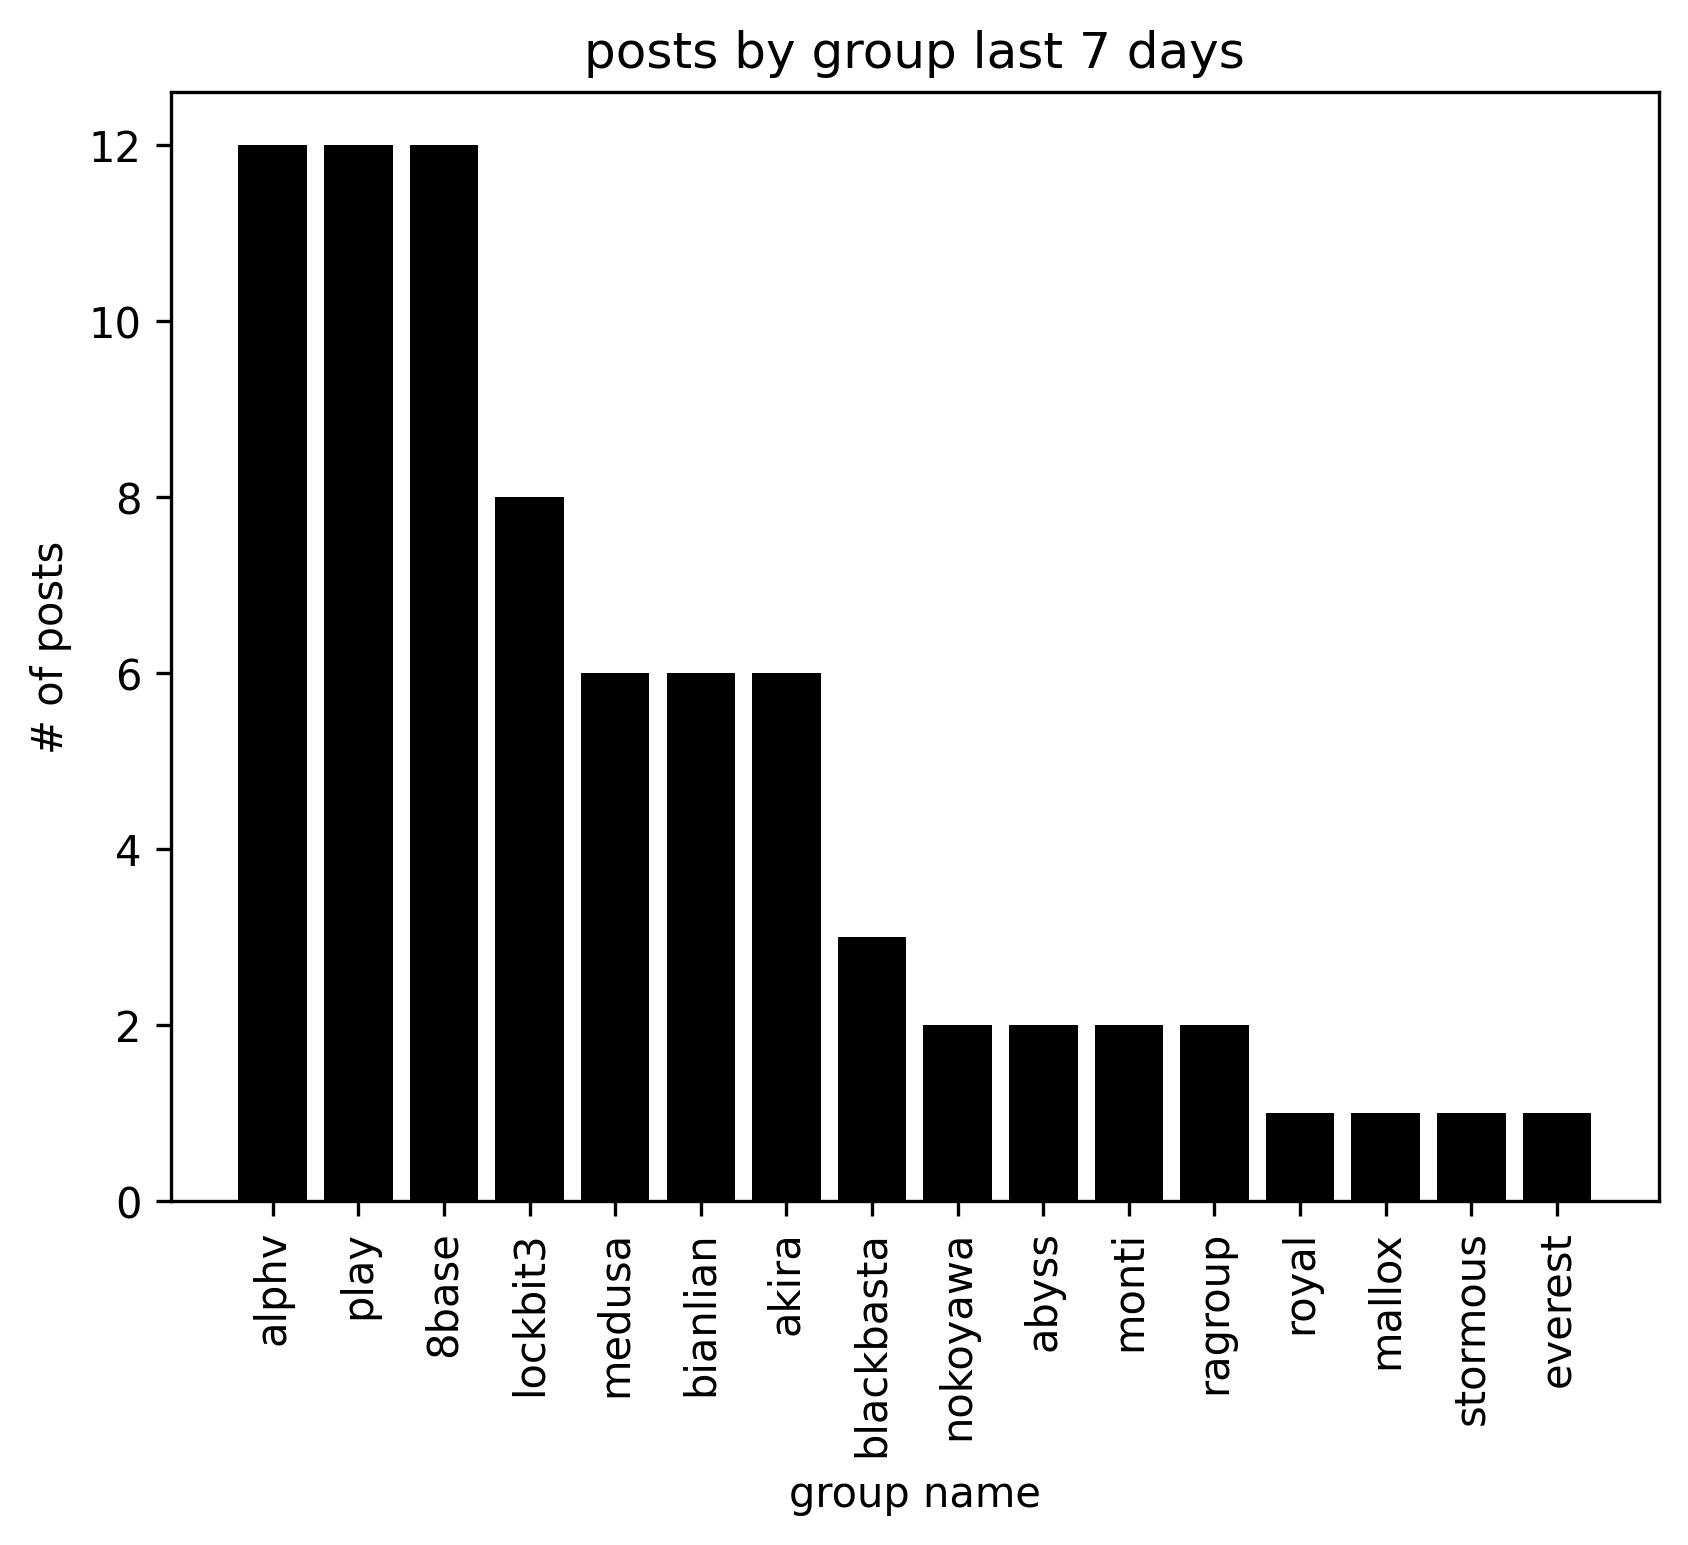 posts by group last 7 days
12
10
8
6
4
2
0
# of posts
alphv
play
8base
lockbit3
medusa
bianlian
akira
blackbasta
nokoyawa
abyss
monti
ragroup
royal
mallox
stormous
everest
group name